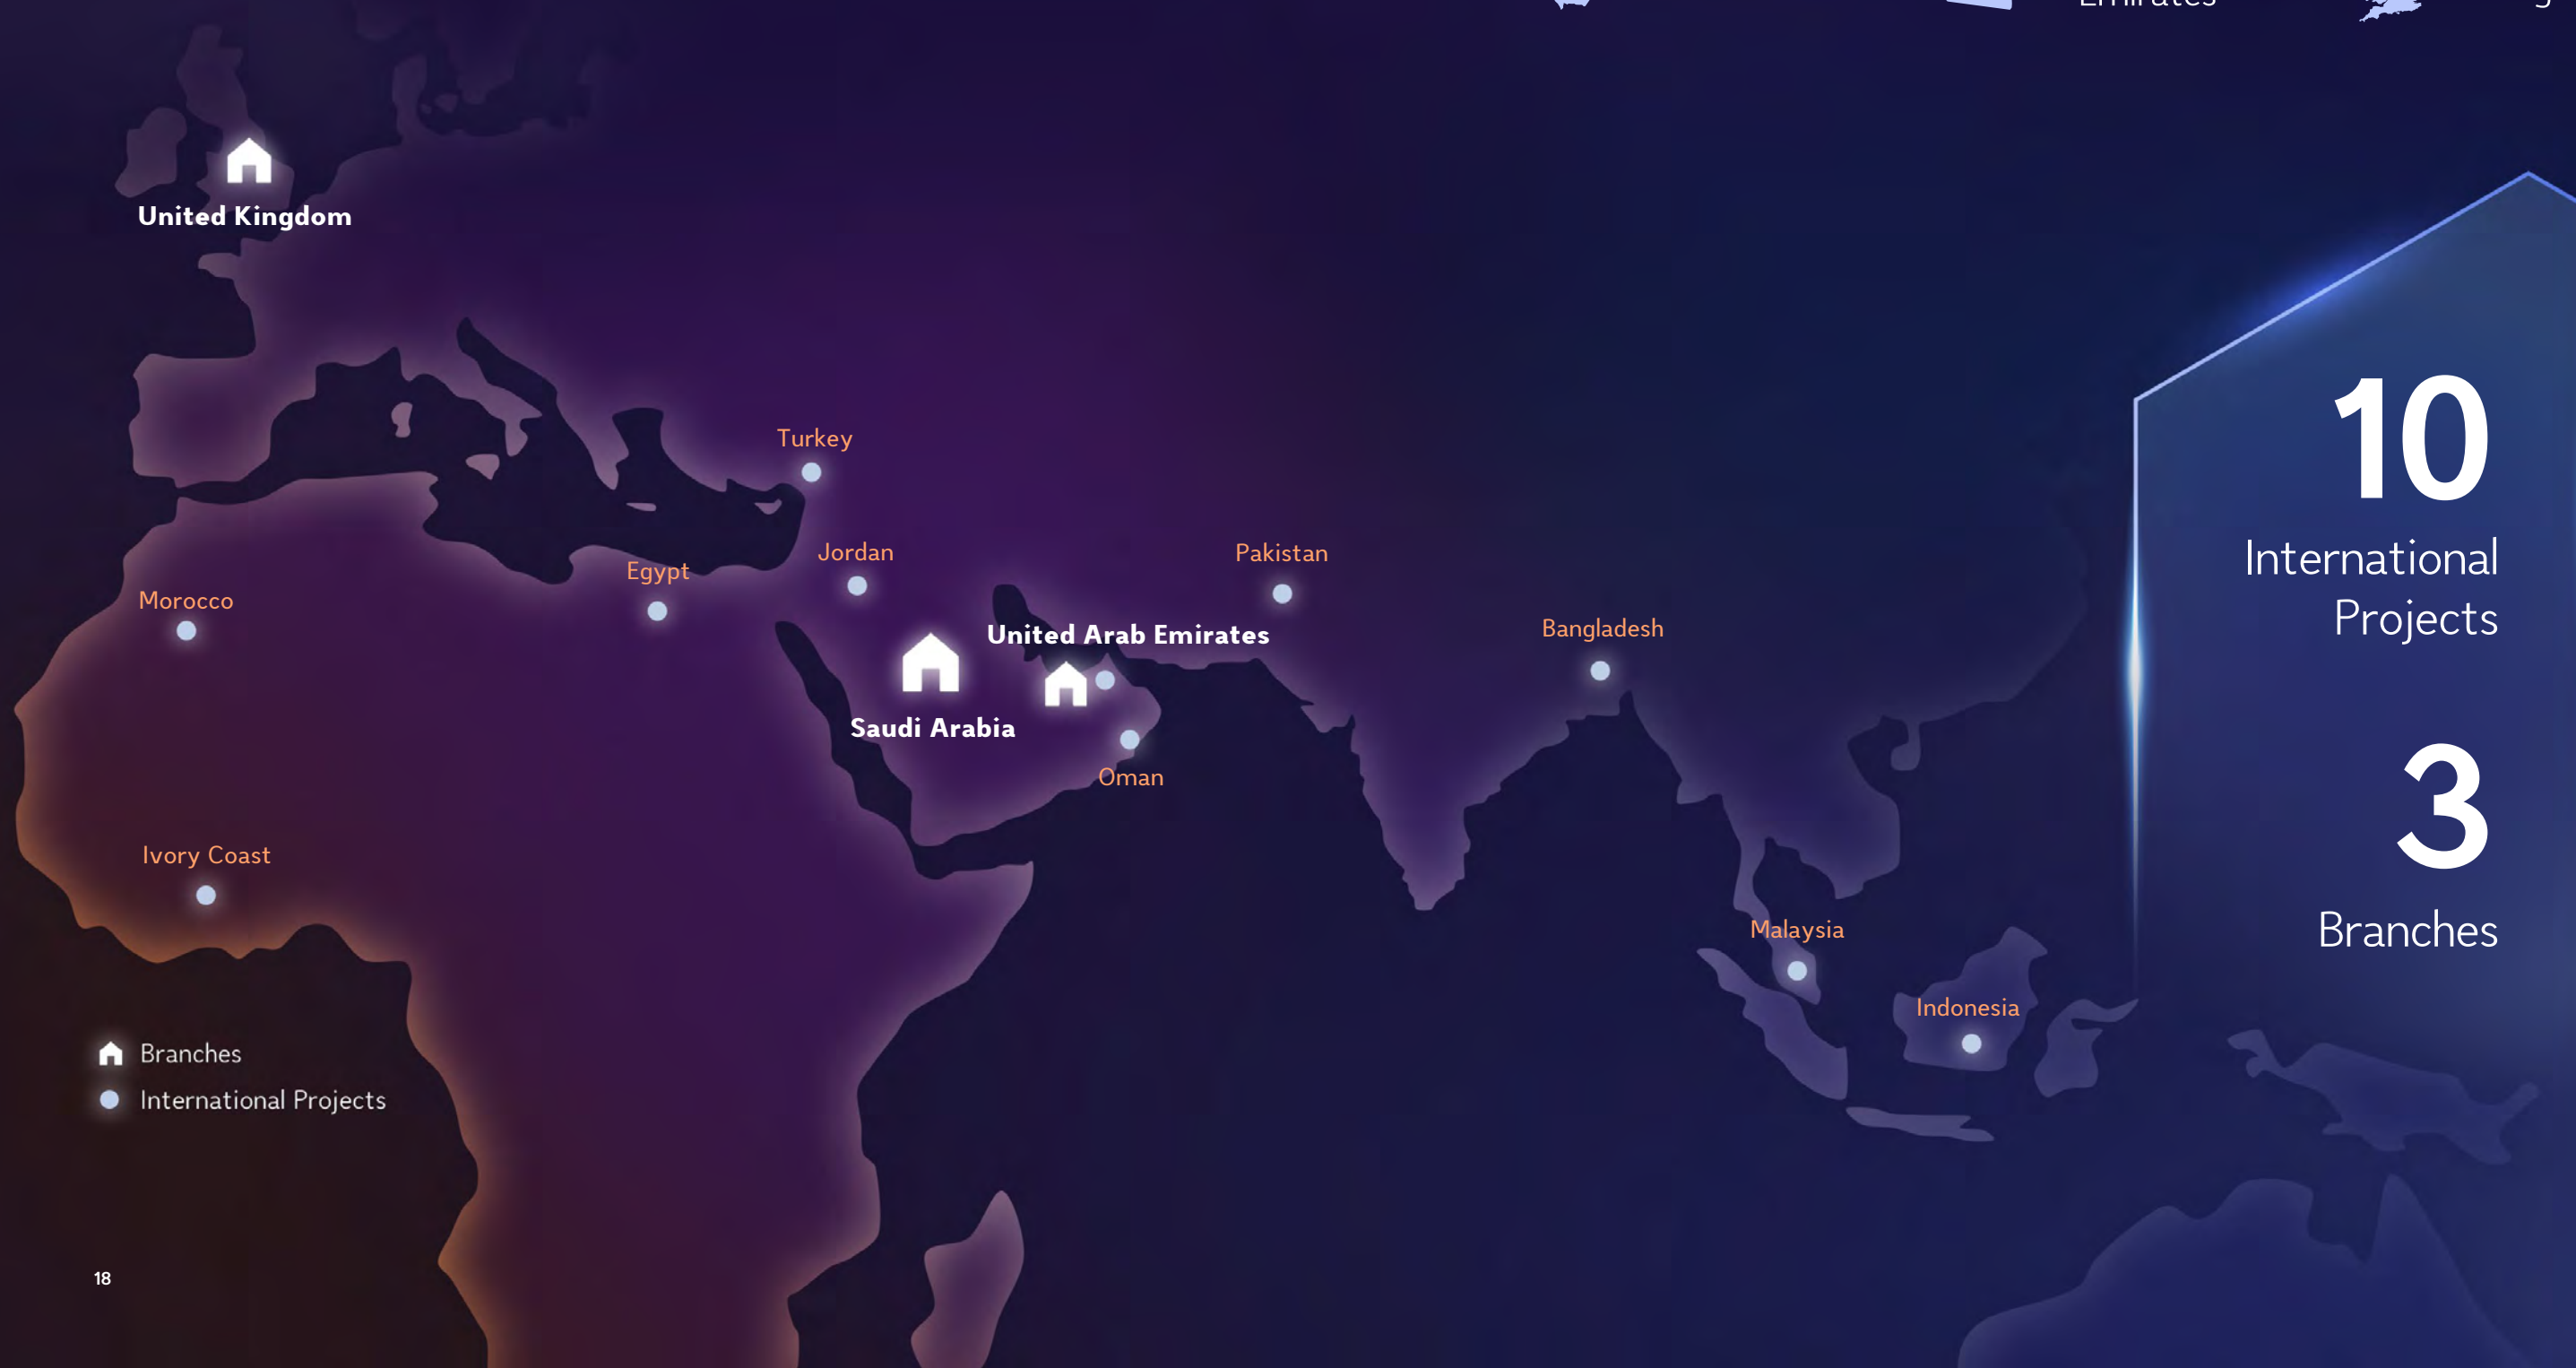 Emirates
United Kingdom
Turkey
Jordan
Pakistan
Egypt
Morocco
United Arab Emirates
Bangladesh
Saudi Arabia
Oman
Ivory Coast
Malaysia
Indonesia
Branches
International Projects
10
International
Projects
3
Branches
18